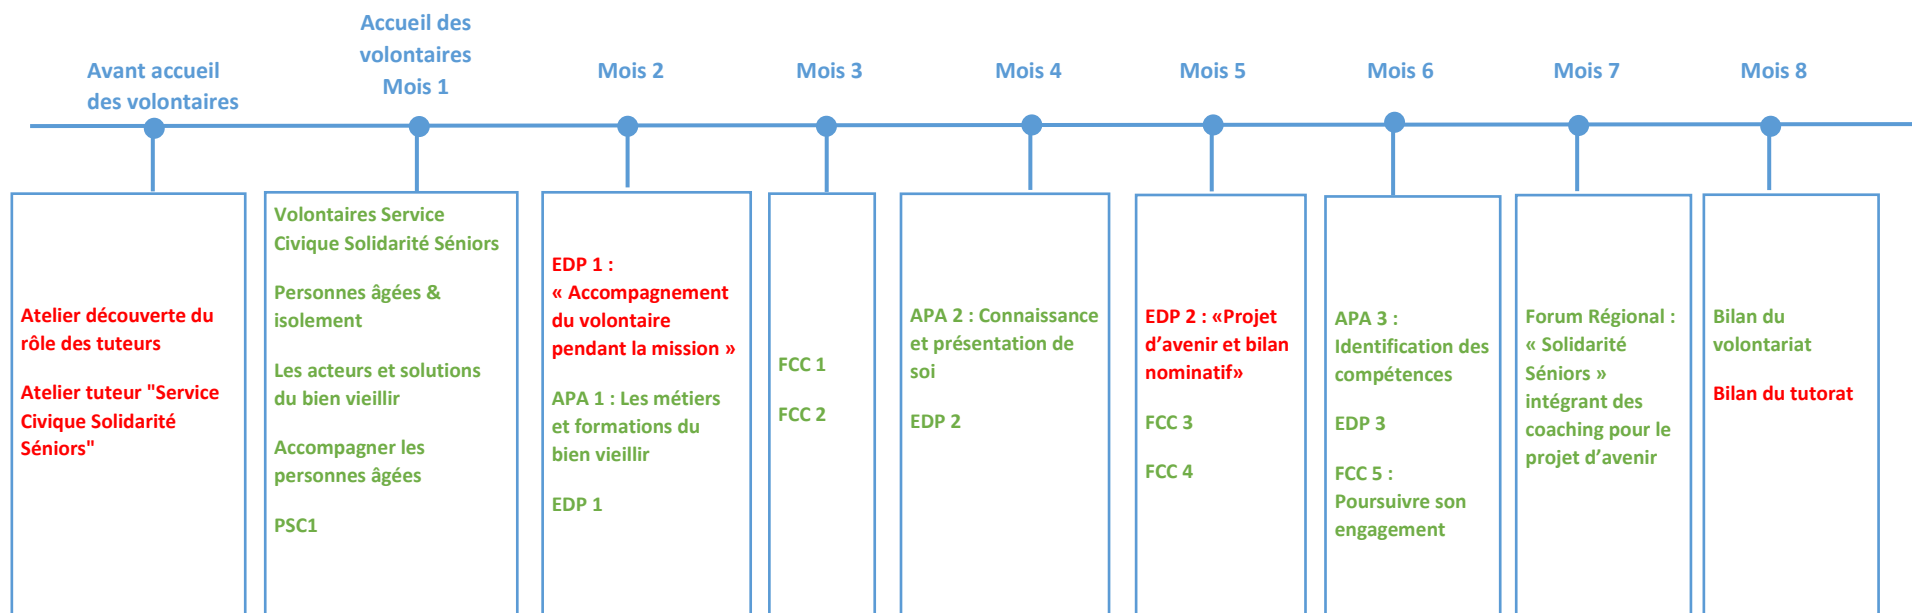 Avant accueil
des volontaires
Accueil des
volontaires
Mois 1
Mois 2
Mois 3
Mois 4
Mois 5
Mois 6
Mois 7
Mois 8
Atelier découverte du
rôle des tuteurs
Atelier tuteur "Service
Civique Solidarité
Séniors"
Volontaires Service
Civique Solidarité Séniors
Personnes âgées &
isolement
Les acteurs et solutions
du bien vieillir
Accompagner les
personnes âgées
PSC1
EDP 1 :
« Accompagnement
du volontaire
pendant la mission »
APA 1 : Les métiers
et formations du
bien vieillir
EDP 1
FCC 1
FCC 2
APA 2 : Connaissance
et présentation de
soi
EDP 2
EDP 2 : «Projet
d’avenir et bilan
nominatif»
FCC 3
FCC 4
APA 3 :
Identification des
compétences
EDP 3
FCC 5 :
Poursuivre son
engagement
Forum Régional :
« Solidarité
Séniors »
intégrant des
coaching pour le
projet d’avenir
Bilan du
volontariat
Bilan du tutorat